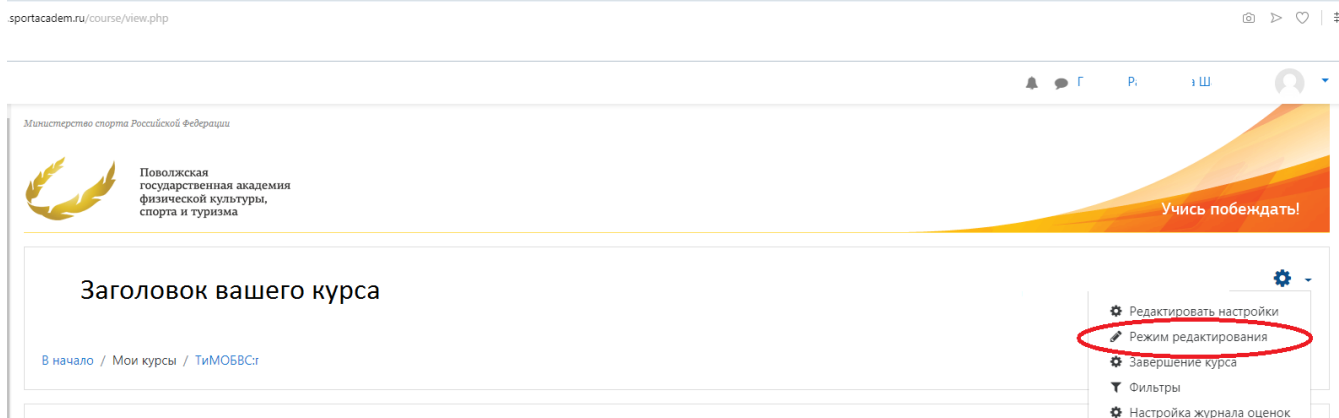 .sportacadem.ru/course/view.php
Министерство спорта Российской Федерации
Поволжская
государственная академия
физической культуры,
спорта и туризма
Учись побеждать!
Заголовок вашего курса
Редактировать настройки
Режим редактирования
Завершение курса
Фильтры
Настройка журнала оценок
В начало / Мои курсы / ТиМОБВС:т